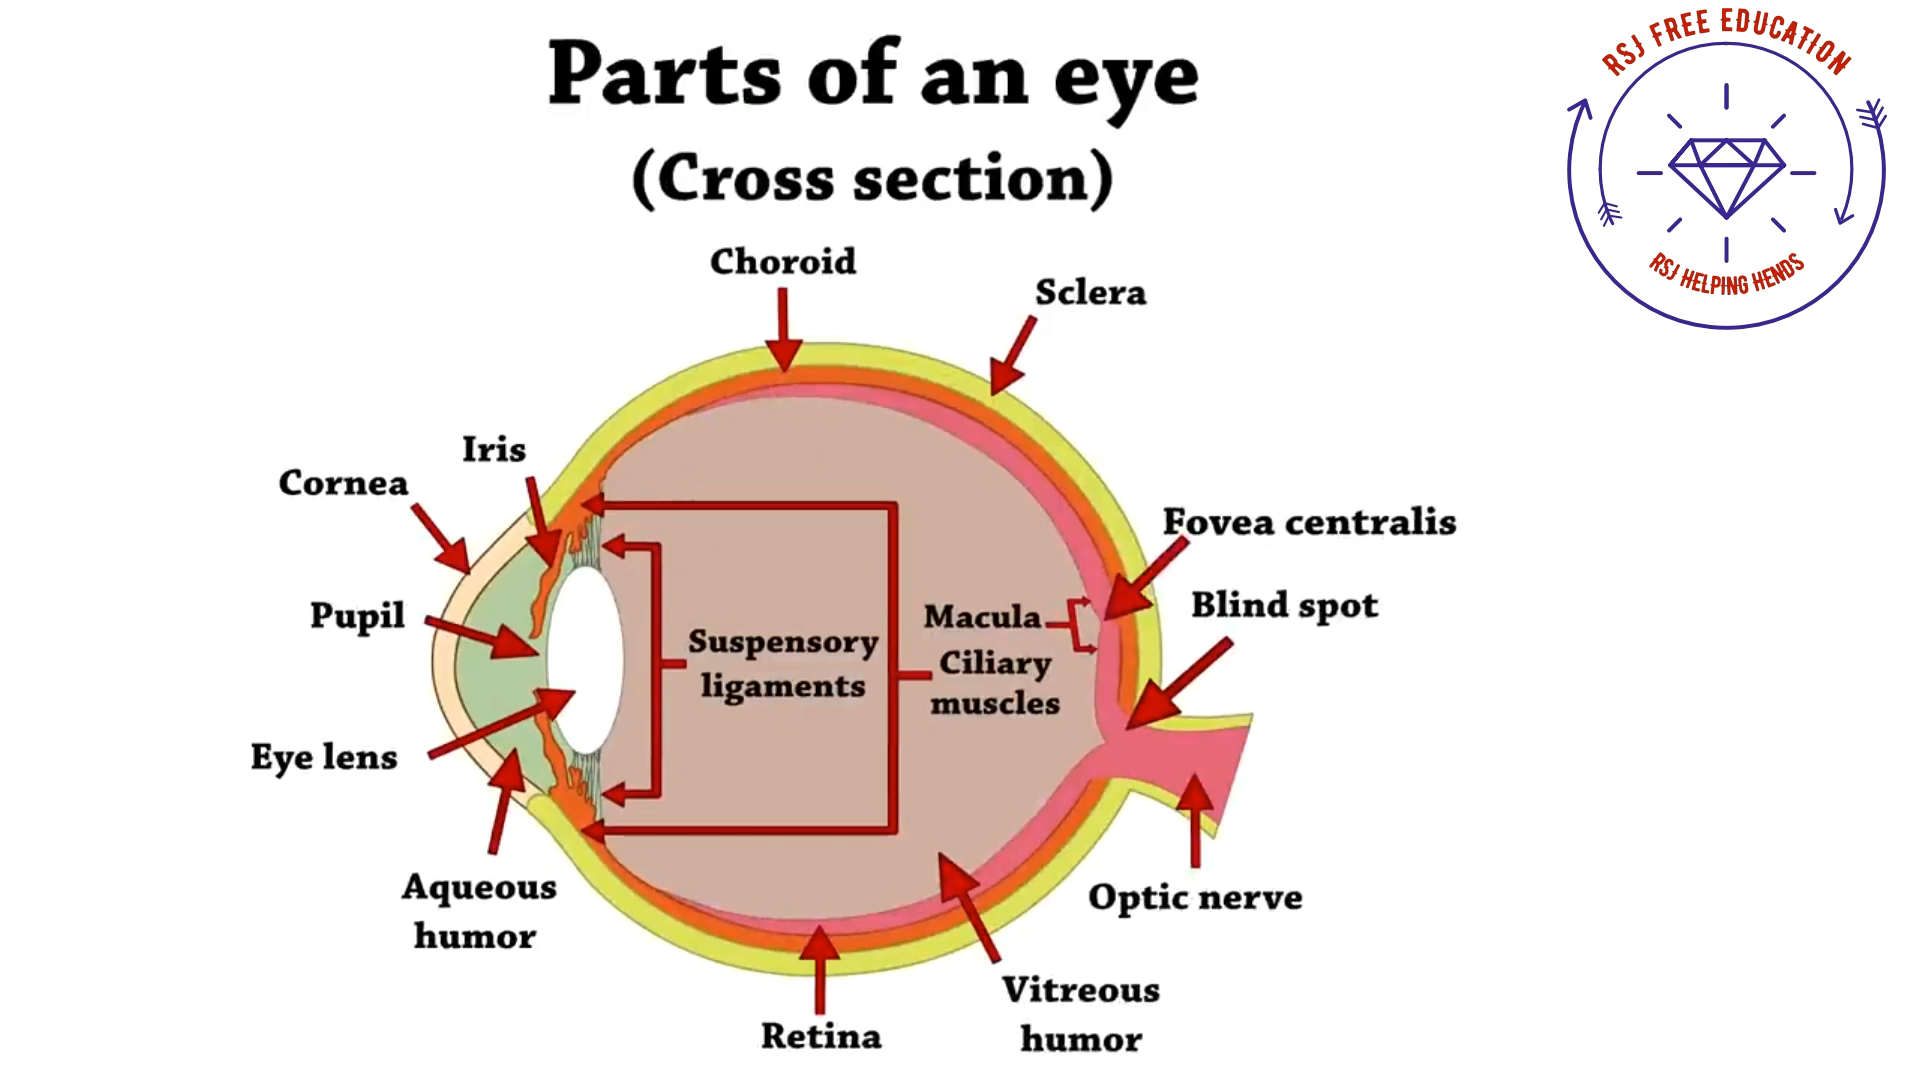 Parts of an eye
(Cross section)
RSJ FREE EDUCATION
RSJ HELPING HENDS
Choroid
Sclera
Iris
Cornea
Fovea centralis
Blind spot
Pupil
Macula
Suspensory
ligaments
Ciliary
muscles
Eye lens
Aqueous
humor
Optic nerve
Vitreous
humor
Retina